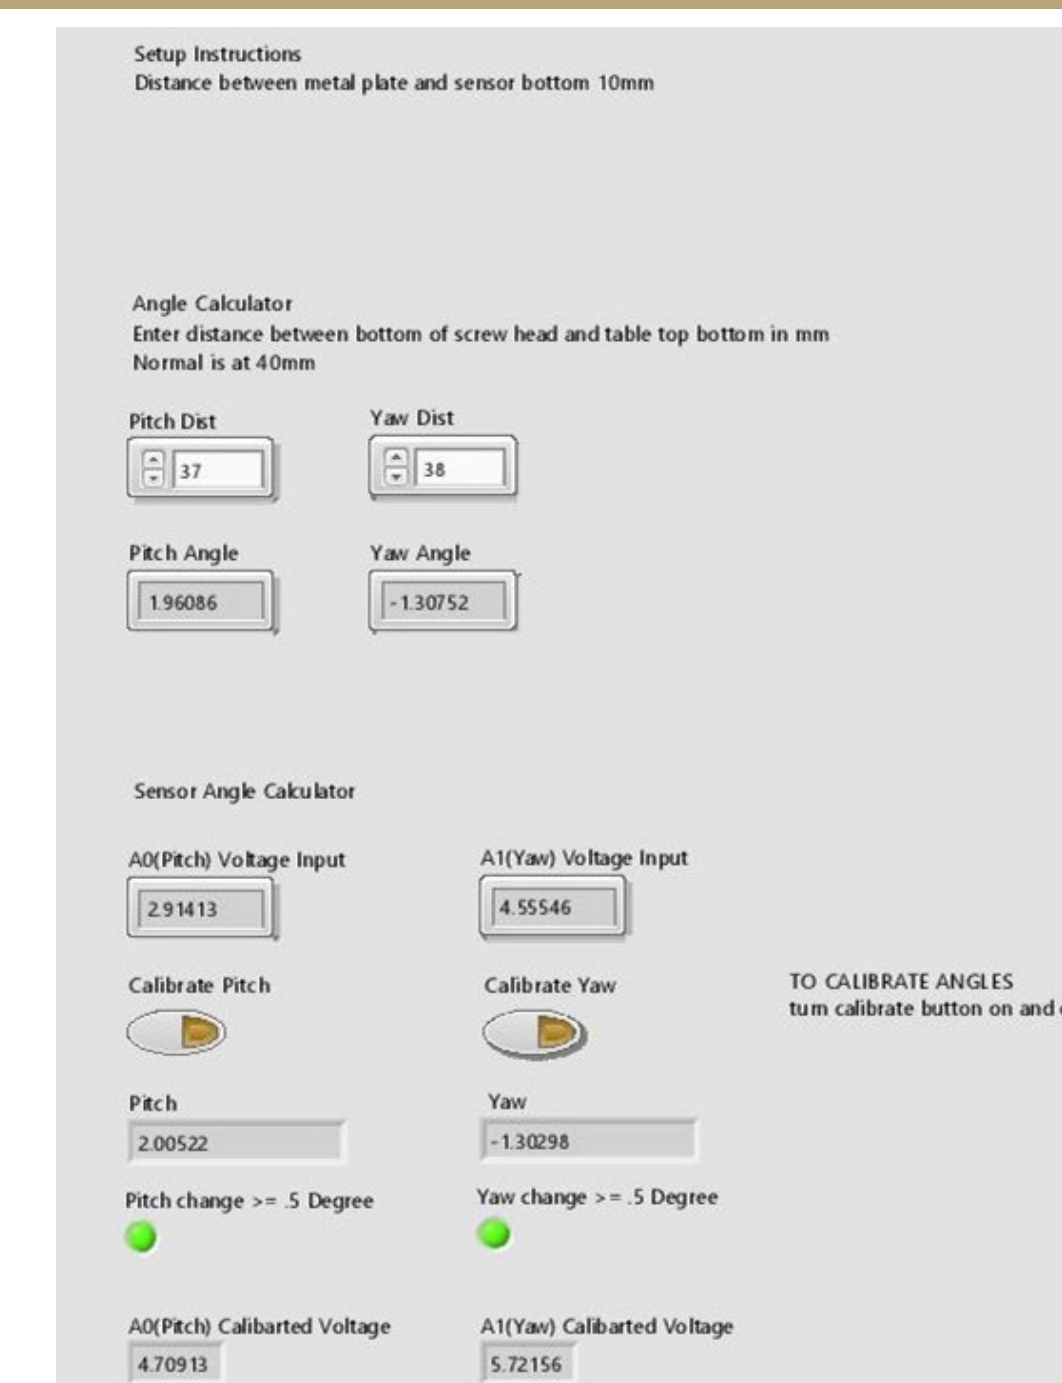 Setup Instructions
Distance between metal plate and sensor bottom 10mm
Angle Calculator
Enter distance between bottom of screw head and table top bottom in mm
Normal is at 40mm
Pitch Dist Yaw Dist
37 38
Pitch Angle Yaw Angle
1.96086 -1.30752
Sensor Angle Calculator
A0(Pitch) Voltage Input A1(Yaw) Voltage Input
2.91413 4.55546
Calibrate Pitch Calibrate Yaw TO CALIBRATE ANGLES
turn calibrate button on and
Pitch Yaw
2.00522 -1.30298
Pitch change >= .5 Degree Yaw change >= .5 Degree
A0(Pitch) Calibarted Voltage A1(Yaw) Calibarted Voltage
4.70913 5.72156